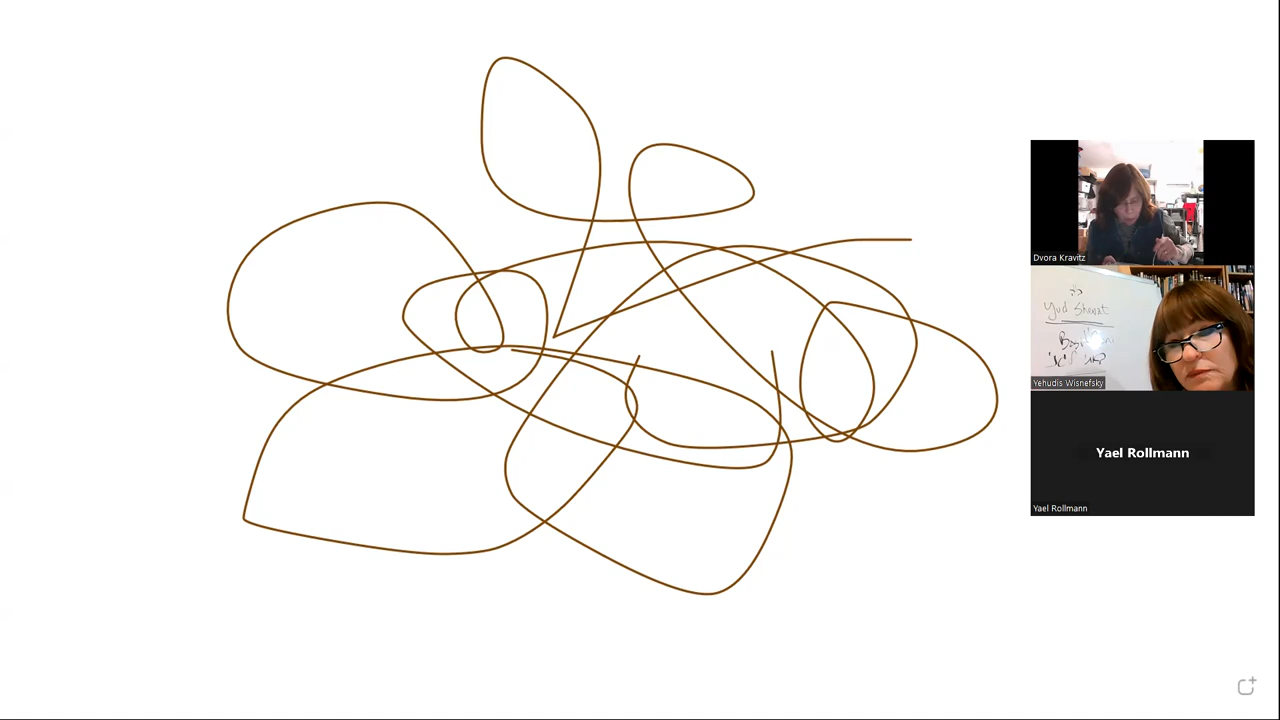 Dvora Kravitz
Yud Shevat
Yehudis Wisnefsky
Yael Rollmann
Yael Rollmann